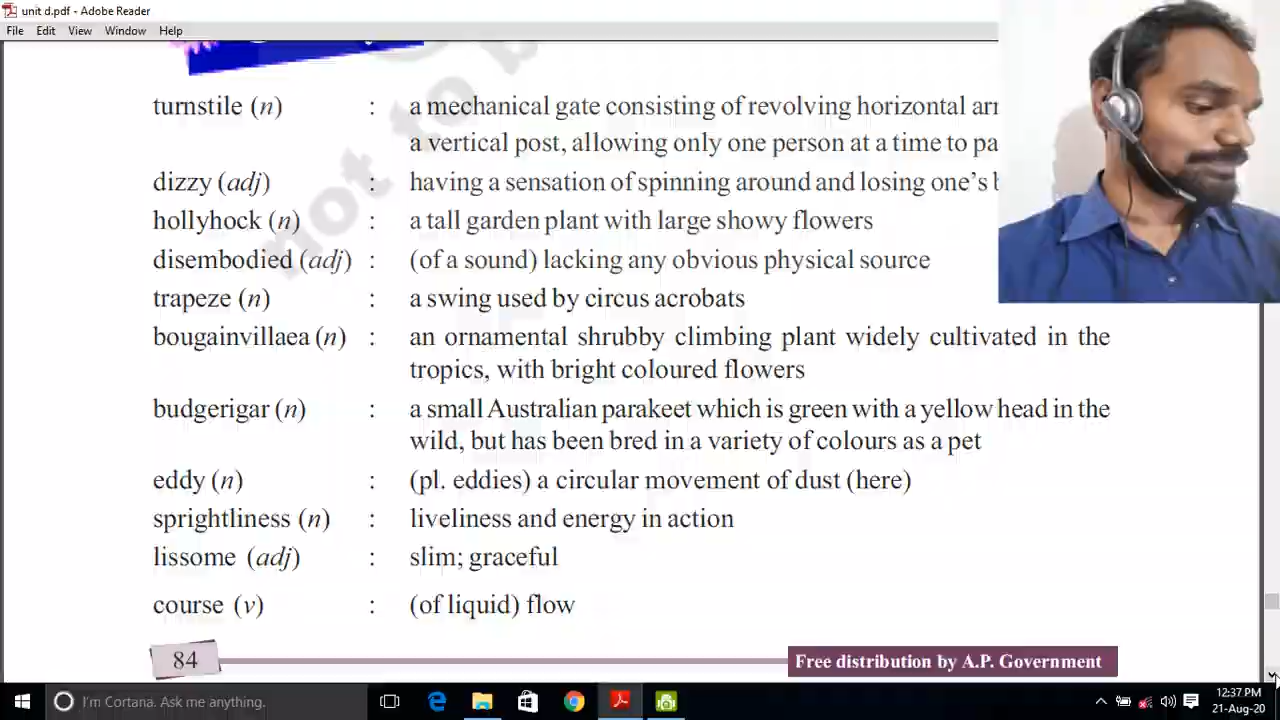 unit d.pdf - Adobe Reader
File Edit View Window Help
not to b
turnstile (n) : a mechanical gate consisting of revolving horizontal
a vertical post, allowing only one person at a time to
dizzy (adj) : having a sensation of spinning around and losing one's
hollyhock (n) : a tall garden plant with large showy flowers
disembodied (adj) : (of a sound) lacking any obvious physical source
trapeze (n) : a swing used by circus acrobats
bougainvillaea (n) : an ornamental shrubby climbing plant widely cultivated in the
tropics, with bright coloured flowers
budgerigar (n) : a small Australian parakeet which is green with a yellow head in the
wild, but has been bred in a variety of colours as a pet
eddy (n) : (pl. eddies) a circular movement of dust (here)
sprightliness (n) : liveliness and energy in action
lissome (adj) : slim; graceful
course (v) : (of liquid) flow
84
Free distribution by A.P. Government
I'm Cortana. Ask me anything.
12:37 PM
21-Aug-20